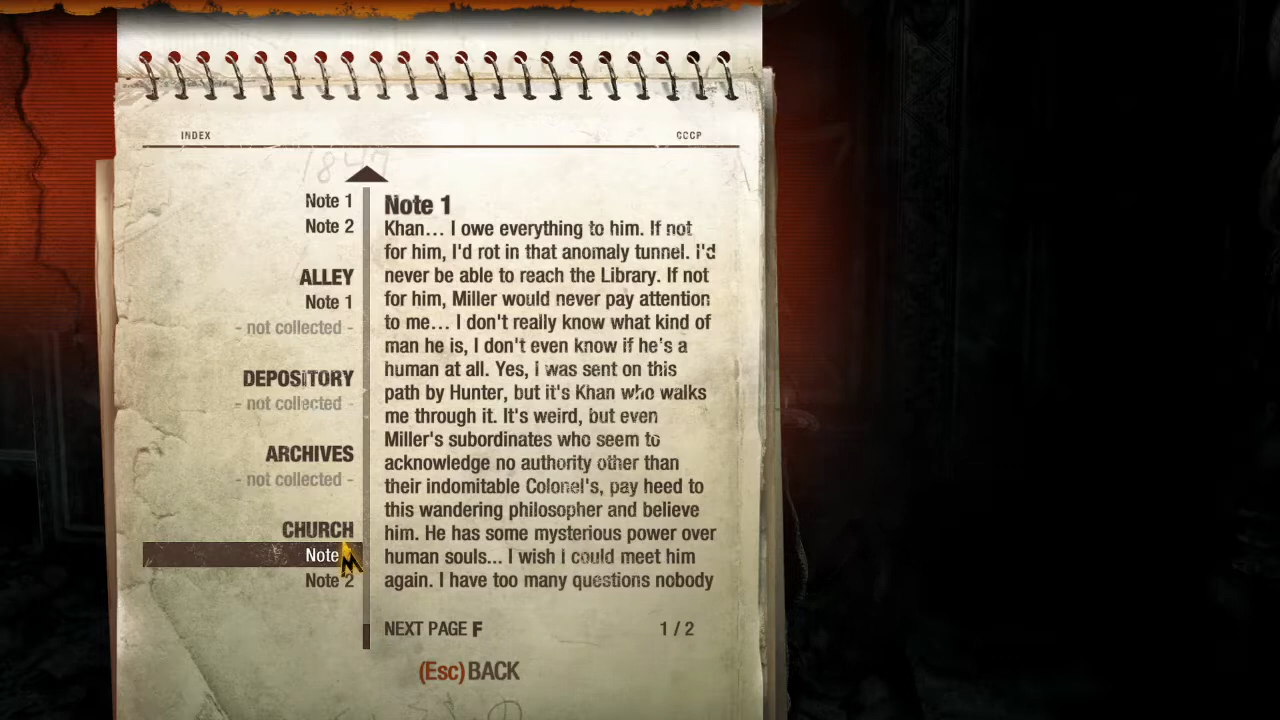 INDEX
CCCP
Note 1
Note 2
ALLEY
Note 1
- not collected -
DEPOSITORY
- not collected -
ARCHIVES
- not collected -
CHURCH
Note
Note 2
Note 1
Khan... I owe everything to him. If not
for him, I'd rot in that anomaly tunnel. I'd
never be able to reach the Library. If not
for him, Miller would never pay attention
to me... I don't really know what kind of
man he is, I don't even know if he's a
human at all. Yes, I was sent on this
path by Hunter, but it's Khan who walks
me through it. It's weird, but even
Miller's subordinates who seem to
acknowledge no authority other than
their indomitable Colonel's, pay heed to
this wandering philosopher and believe
him. He has some mysterious power over
human souls... I wish I could meet him
again. I have too many questions nobody
NEXT PAGE F
1 / 2
(Esc) BACK